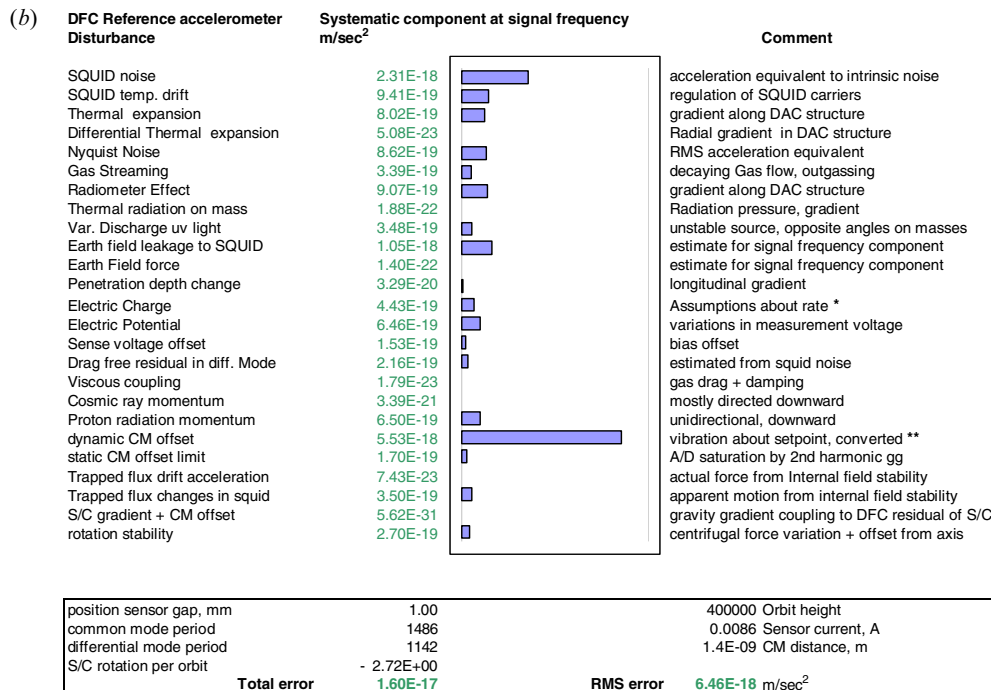 (b) DFC Reference accelerometer Systematic component at signal frequency
Disturbance m/sec2 Comment
SQUID noise 2.31E-18 acceleration equivalent to intrinsic noise
SQUID temp. drift 9.41E-19 regulation of SQUID carriers
Thermal expansion 8.02E-19 gradient along DAC structure
Differential Thermal expansion 5.08E-23 Radial gradient in DAC structure
Nyquist Noise 8.62E-19 RMS acceleration equivalent
Gas Streaming 3.39E-19 decaying Gas flow, outgassing
Radiometer Effect 9.07E-19 gradient along DAC structure
Thermal radiation on mass 1.88E-22 Radiation pressure, gradient
Var. Discharge uv light 3.48E-19 unstable source, opposite angles on masses
Earth field leakage to SQUID 1.05E-18 estimate for signal frequency component
Earth Field force 1.40E-22 estimate for signal frequency component
Penetration depth change 3.29E-20 longitudinal gradient
Electric Charge 4.43E-19 Assumptions about rate *
Electric Potential 6.46E-19 variations in measurement voltage
Sense voltage offset 1.53E-19 bias offset
Drag free residual in diff. Mode 2.16E-19 estimated from squid noise
Viscous coupling 1.79E-23 gas drag + damping
Cosmic ray momentum 3.39E-21 mostly directed downward
Proton radiation momentum 6.50E-19 unidirectional, downward
dynamic CM offset 5.53E-18 vibration about setpoint, converted **
static CM offset limit 1.70E-19 A/D saturation by 2nd harmonic gg
Trapped flux drift acceleration 7.43E-23 actual force from Internal field stability
Trapped flux changes in squid 3.50E-19 apparent motion from internal field stability
S/C gradient + CM offset 5.62E-31 gravity gradient coupling to DFC residual of S/C
rotation stability 2.70E-19 centrifugal force variation + offset from axis
position sensor gap, mm 1.00 400000 Orbit height
common mode period 1486 0.0086 Sensor current, A
differential mode period 1142 1.4E-09 CM distance, m
S/C rotation per orbit - 2.72E+00
Total error 1.60E-17 RMS error 6.46E-18 m/sec2